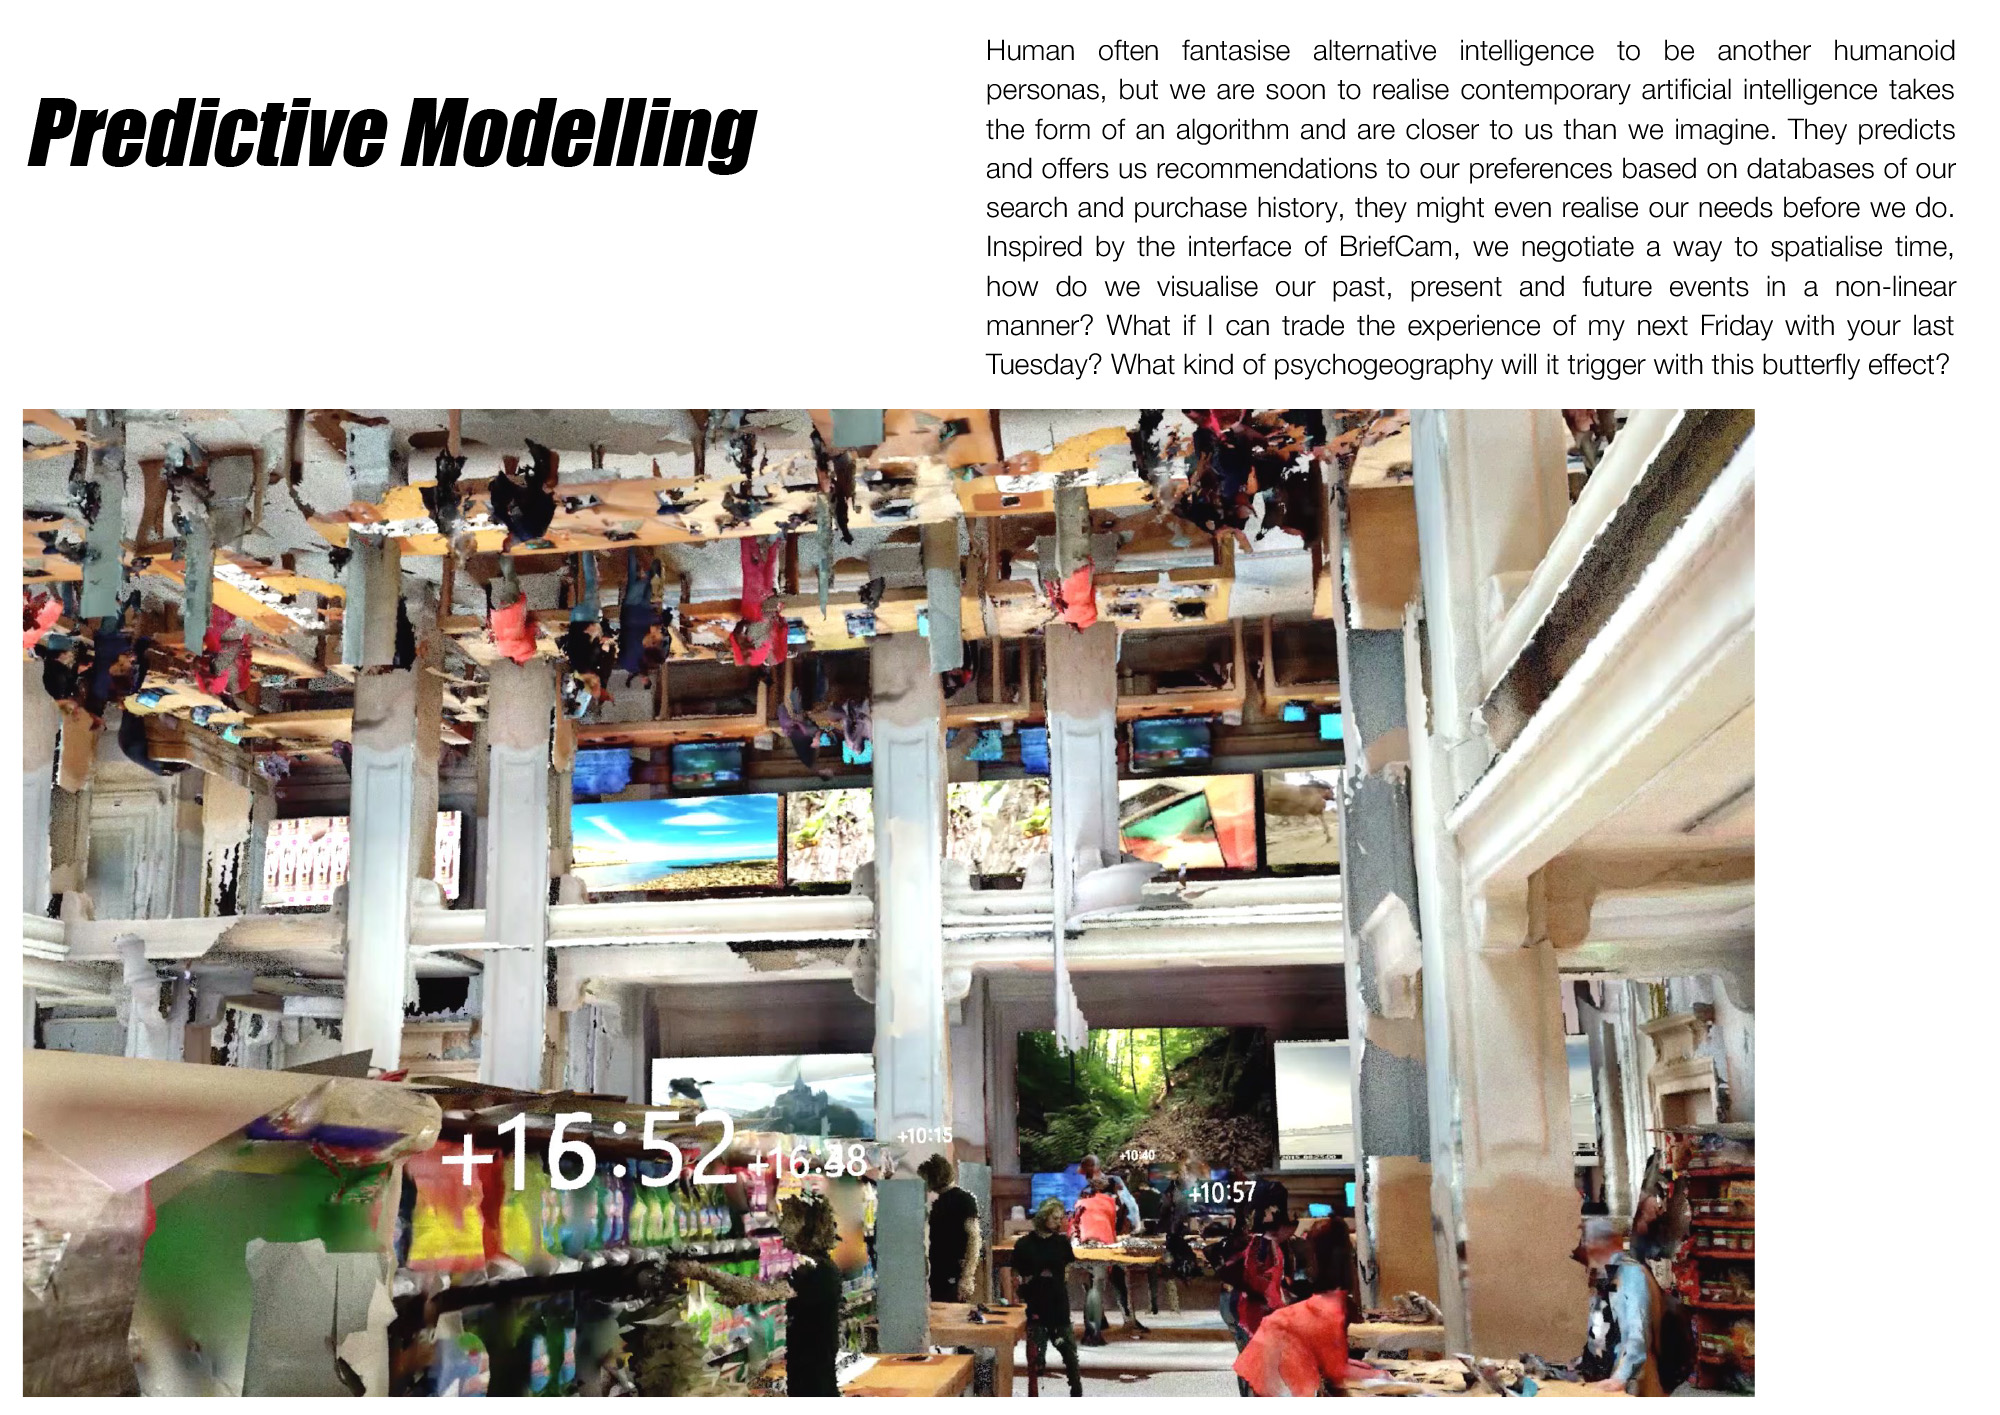 Predictive Modelling
Human often fantasise alternative intelligence to be another humanoid
personas, but we are soon to realise contemporary artificial intelligence takes
the form of an algorithm and are closer to us than we imagine. They predicts
and offers us recommendations to our preferences based on databases of our
search and purchase history, they might even realise our needs before we do.
Inspired by the interface of BriefCam, we negotiate a way to spatialise time,
how do we visualise our past, present and future events in a non-linear
manner? What if I can trade the experience of my next Friday with your last
Tuesday? What kind of psychogeography will it trigger with this butterfly effect?
+16:52
+10:15
+10:40
+10:57